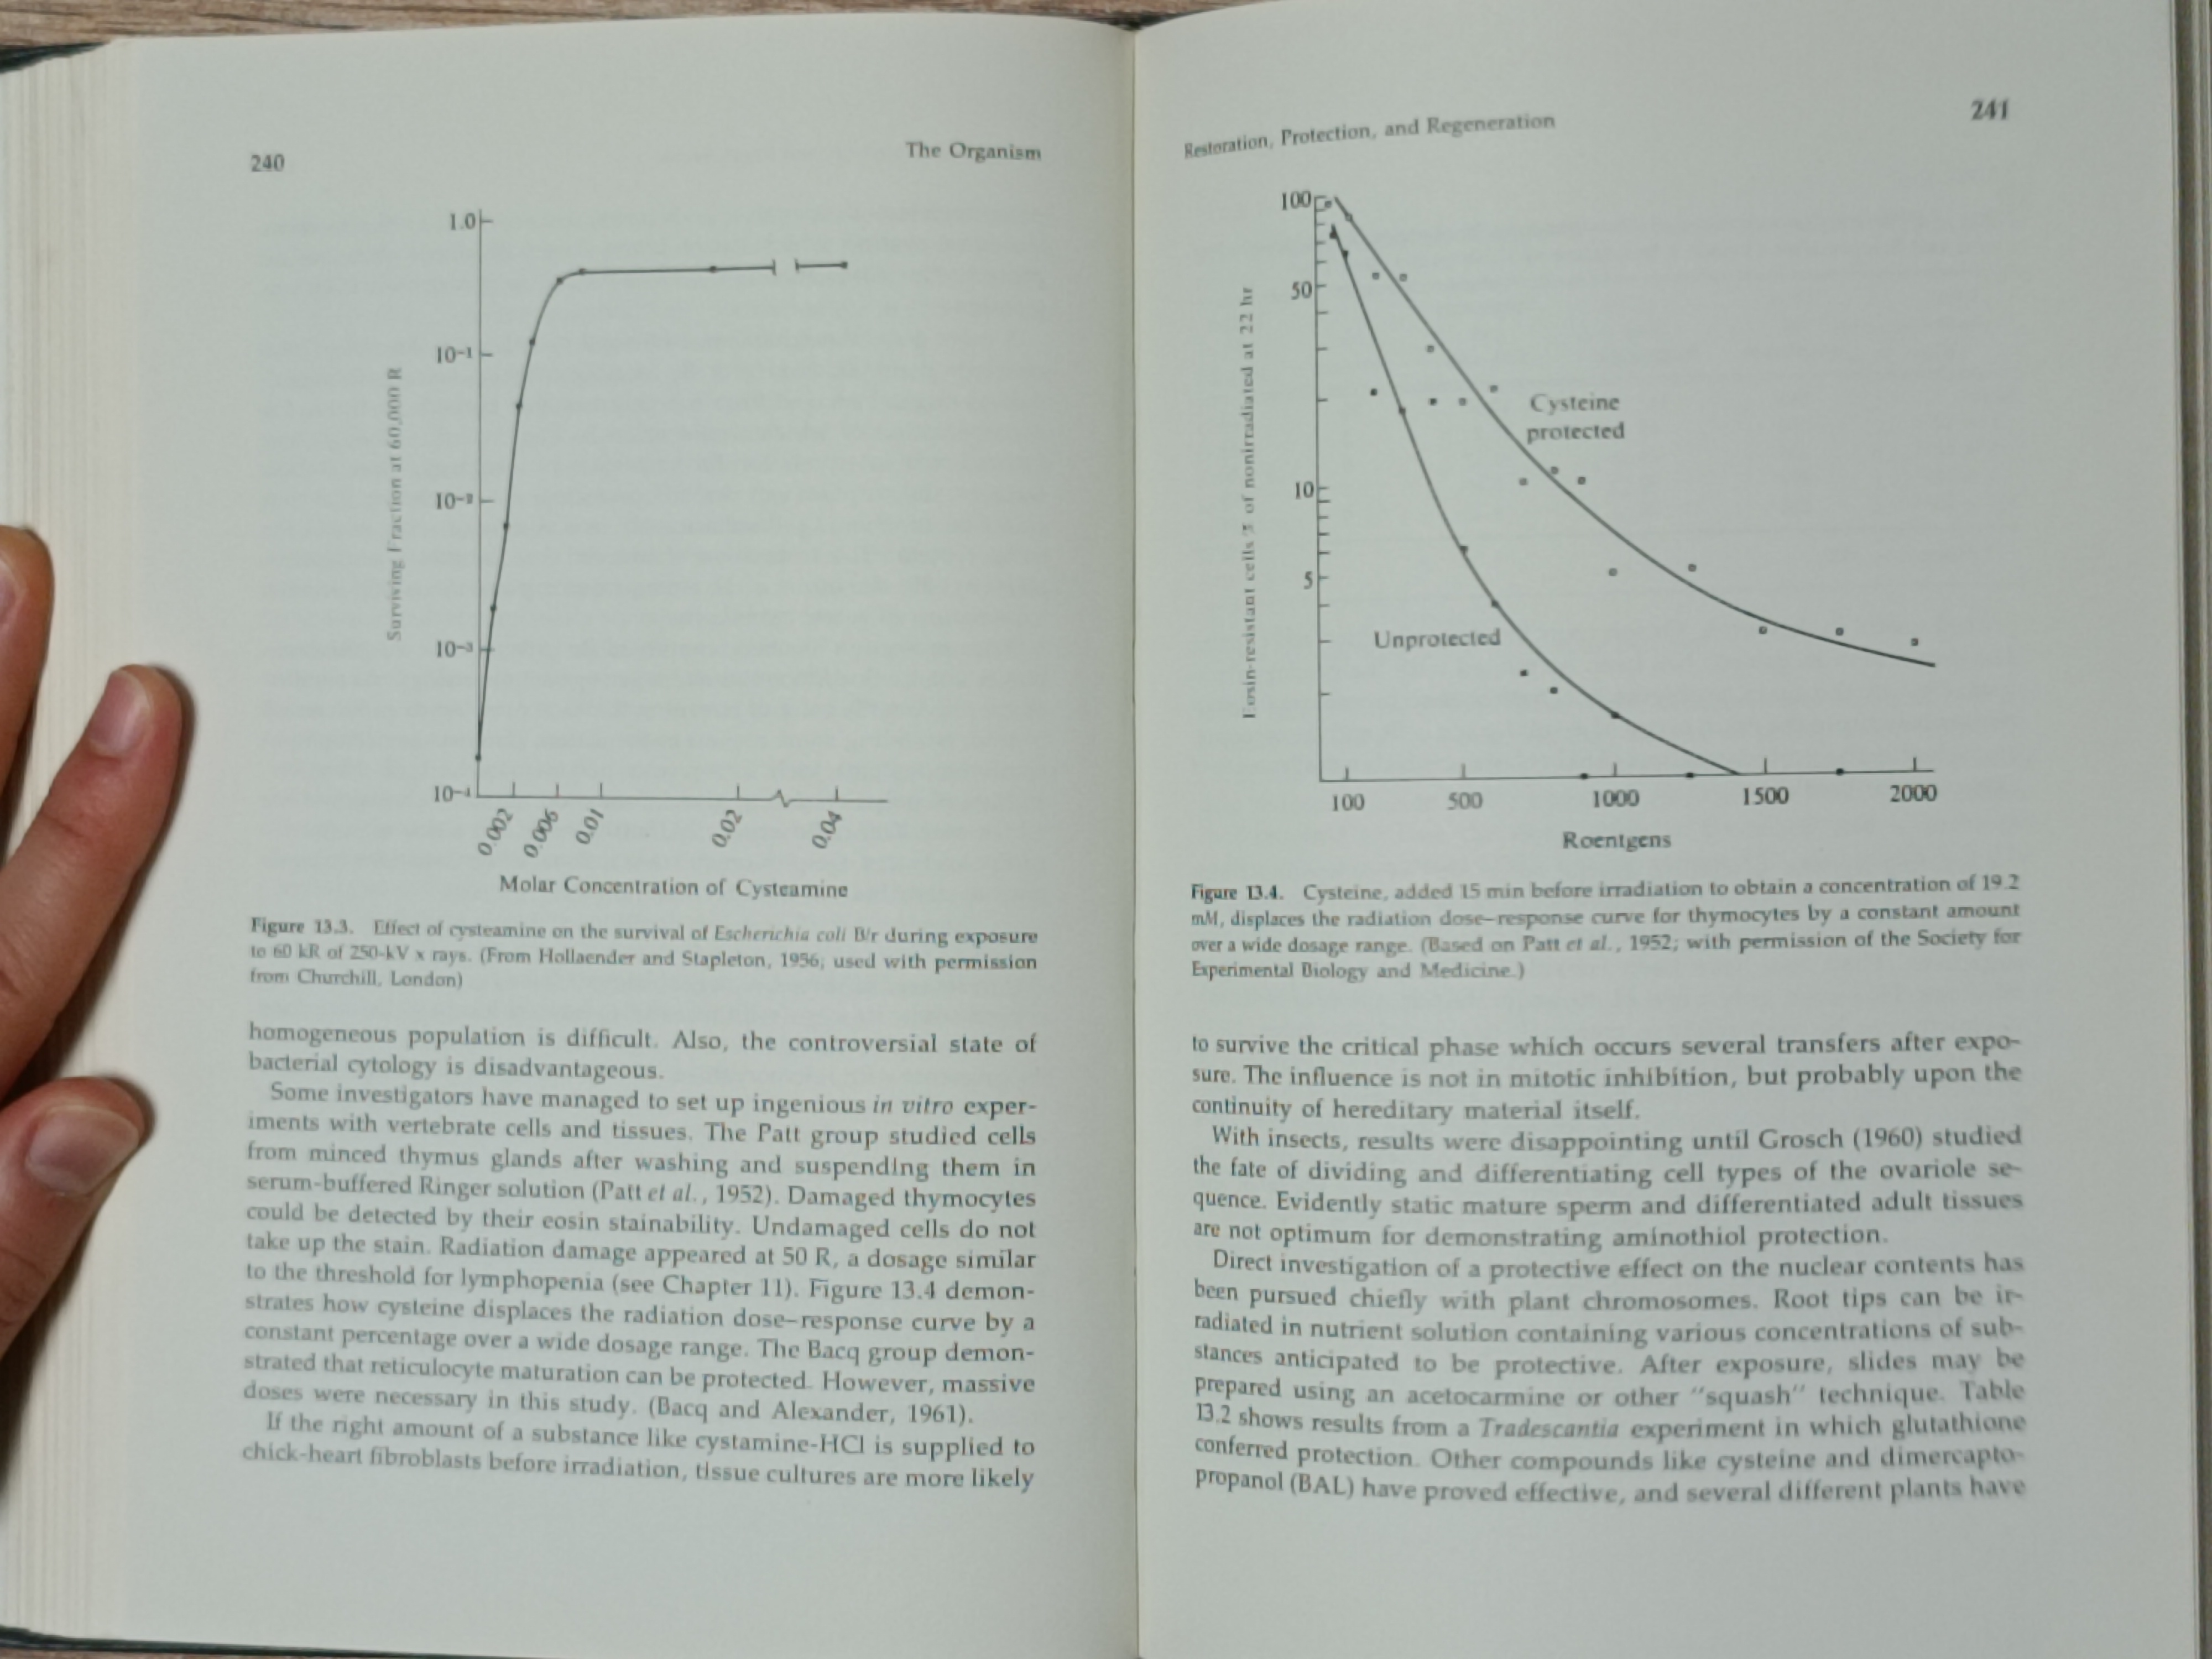 240
The Organism
1.0
10⁻¹
10⁻²
10⁻³
10⁻⁴
Surviving Fraction at 60,000 R
0.002
0.006
0.01
0.02
0.04
Molar Concentration of Cysteamine
Figure 13.3. Effect of cysteamine on the survival of Escherichia coli B/r during exposure
to 60 kR of 250-kV x rays. (From Hollaender and Stapleton, 1956; used with permission
from Churchill, London)
homogeneous population is difficult. Also, the controversial state of
bacterial cytology is disadvantageous.
Some investigators have managed to set up ingenious in vitro exper-
iments with vertebrate cells and tissues. The Patt group studied cells
from minced thymus glands after washing and suspending them in
serum-buffered Ringer solution (Patt et al., 1952). Damaged thymocytes
could be detected by their eosin stainability. Undamaged cells do not
take up the stain. Radiation damage appeared at 50 R, a dosage similar
to the threshold for lymphopenia (see Chapter 11). Figure 13.4 demon-
strates how cysteine displaces the radiation dose–response curve by a
constant percentage over a wide dosage range. The Bacq group demon-
strated that reticulocyte maturation can be protected. However, massive
doses were necessary in this study. (Bacq and Alexander, 1961).
If the right amount of a substance like cystamine-HCl is supplied to
chick-heart fibroblasts before irradiation, tissue cultures are more likely
Restoration, Protection, and Regeneration
241
100
50
10
5
Eosin-resistant cells % of nonirradiated at 22 hr
Cysteine
protected
Unprotected
100
500
1000
1500
2000
Roentgens
Figure 13.4. Cysteine, added 15 min before irradiation to obtain a concentration of 19.2
mM, displaces the radiation dose–response curve for thymocytes by a constant amount
over a wide dosage range. (Based on Patt et al., 1952; with permission of the Society for
Experimental Biology and Medicine.)
to survive the critical phase which occurs several transfers after expo-
sure. The influence is not in mitotic inhibition, but probably upon the
continuity of hereditary material itself.
With insects, results were disappointing until Grosch (1960) studied
the fate of dividing and differentiating cell types of the ovariole se-
quence. Evidently static mature sperm and differentiated adult tissues
are not optimum for demonstrating aminothiol protection.
Direct investigation of a protective effect on the nuclear contents has
been pursued chiefly with plant chromosomes. Root tips can be ir-
radiated in nutrient solution containing various concentrations of sub-
stances anticipated to be protective. After exposure, slides may be
prepared using an acetocarmine or other "squash" technique. Table
13.2 shows results from a Tradescantia experiment in which glutathione
conferred protection. Other compounds like cysteine and dimercapto-
propanol (BAL) have proved effective, and several different plants have